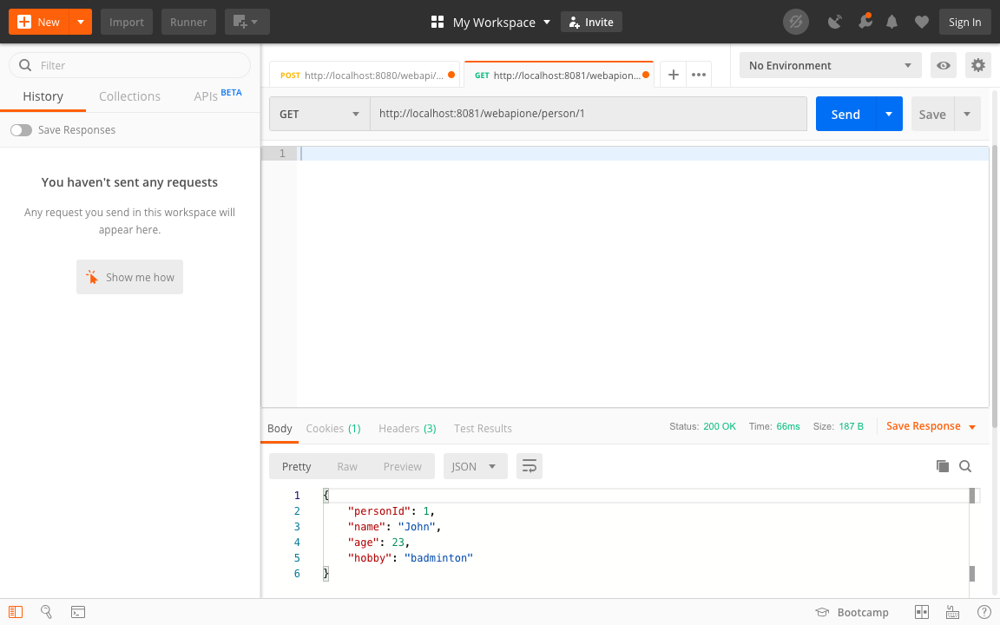 New
Import
Runner
My Workspace
Invite
Sign In
Filter
History
Collections
APIs BETA
Save Responses
You haven't sent any requests
Any request you send in this workspace will
appear here.
Show me how
POST http://localhost:8080/webapi/...
GET http://localhost:8081/webapion...
No Environment
GET
http://localhost:8081/webapione/person/1
Send
Save
1
Body
Cookies (1)
Headers (3)
Test Results
Status: 200 OK
Time: 66ms
Size: 187 B
Save Response
Pretty
Raw
Preview
JSON
1 {
2 "personId": 1,
3 "name": "John",
4 "age": 23,
5 "hobby": "badminton"
6 }
Bootcamp